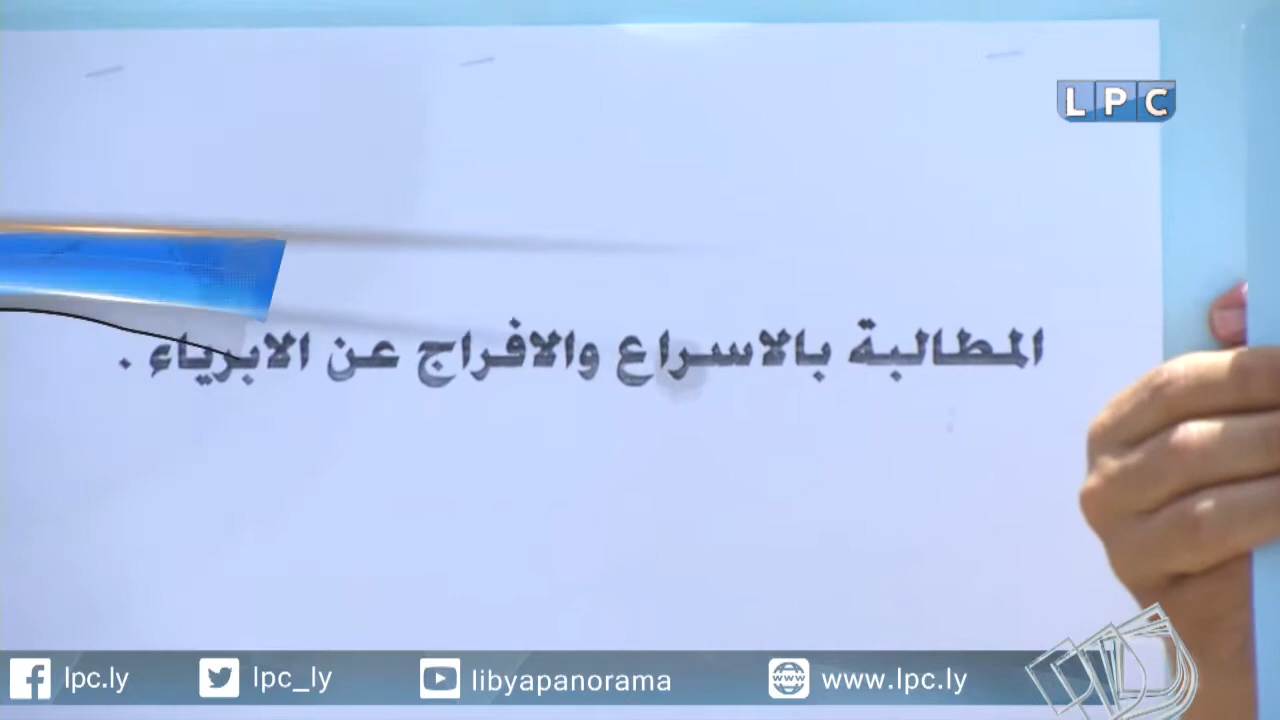 LPC
المطالبة بالاسراع والافراج عن الابرياء .
lpc.ly
lpc_ly
libyapanorama
www.lpc.ly